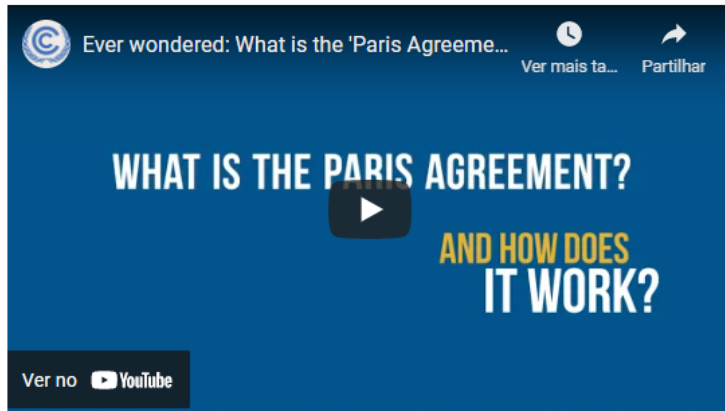 Ever wondered: What is the 'Paris Agreeme...
Ver mais ta...
Partilhar
WHAT IS THE PARIS AGREEMENT?
AND HOW DOES
IT WORK?
Ver no YouTube